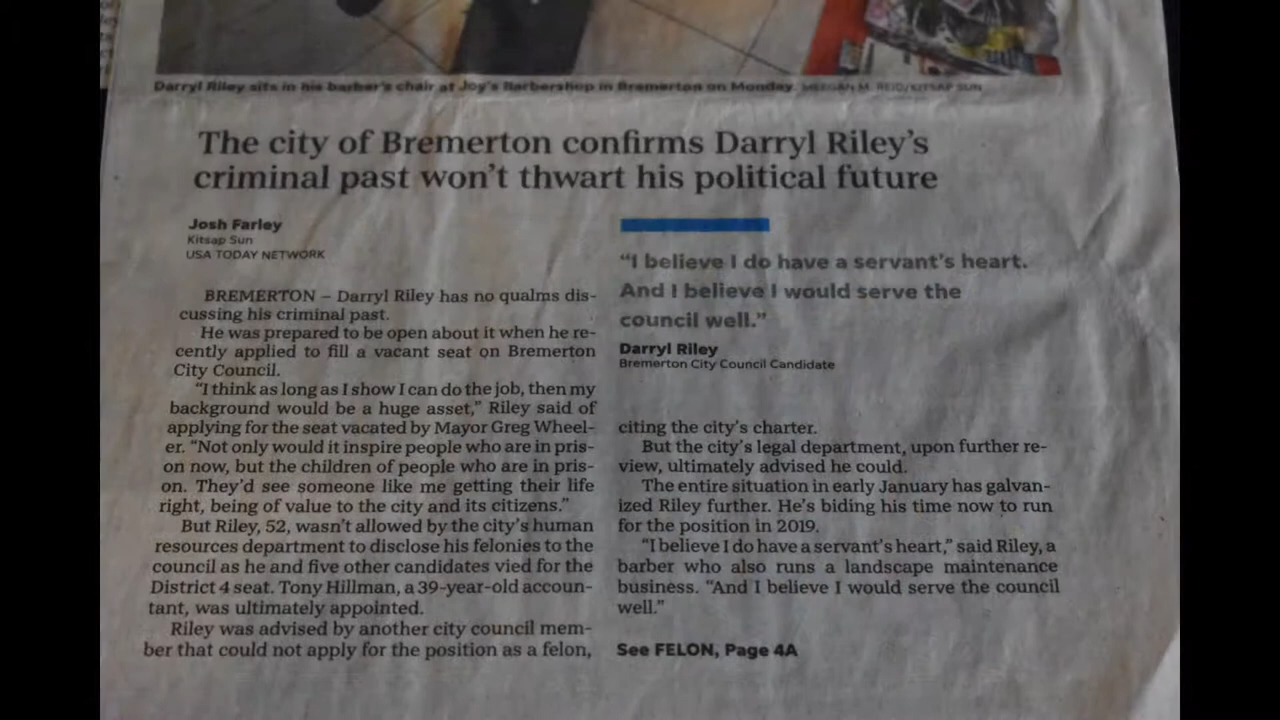 Darryl Riley sits in his barber's chair at Joy's Barbershop in Bremerton on Monday. MEEGAN M. REID/KITSAP SUN
The city of Bremerton confirms Darryl Riley's
criminal past won't thwart his political future
Josh Farley
Kitsap Sun
USA TODAY NETWORK
BREMERTON – Darryl Riley has no qualms dis-
cussing his criminal past.
He was prepared to be open about it when he re-
cently applied to fill a vacant seat on Bremerton
City Council.
"I think as long as I show I can do the job, then my
background would be a huge asset," Riley said of
applying for the seat vacated by Mayor Greg Wheel-
er. "Not only would it inspire people who are in pris-
on now, but the children of people who are in pris-
on. They'd see someone like me getting their life
right, being of value to the city and its citizens."
But Riley, 52, wasn't allowed by the city's human
resources department to disclose his felonies to the
council as he and five other candidates vied for the
District 4 seat. Tony Hillman, a 39-year-old accoun-
tant, was ultimately appointed.
Riley was advised by another city council mem-
ber that could not apply for the position as a felon,
"I believe I do have a servant's heart.
And I believe I would serve the
council well."
Darryl Riley
Bremerton City Council Candidate
citing the city's charter.
But the city's legal department, upon further re-
view, ultimately advised he could.
The entire situation in early January has galvan-
ized Riley further. He's biding his time now to run
for the position in 2019.
"I believe I do have a servant's heart," said Riley, a
barber who also runs a landscape maintenance
business. "And I believe I would serve the council
well."
See FELON, Page 4A